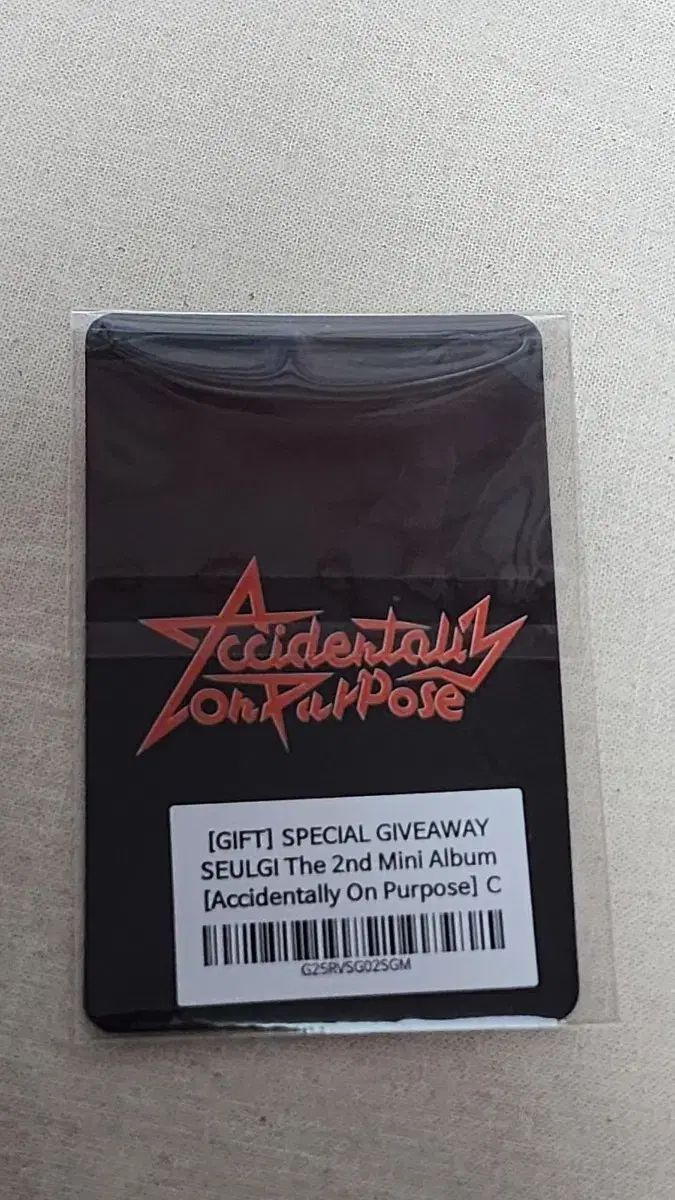 Accidentally
On PurPose
[GIFT] SPECIAL GIVEAWAY
SEULGI The 2nd Mini Album
[Accidentally On Purpose] C
G25RVSG02SGM